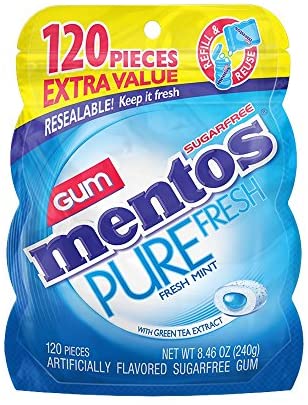 120 PIECES
EXTRA VALUE
RESEALABLE! Keep it fresh
REFILL &
REUSE
SUGARFREE
GUM
mentos
PURE FRESH
FRESH MINT
WITH GREEN TEA EXTRACT
120 PIECES
NET WT 8.46 OZ (240g)
ARTIFICIALLY FLAVORED SUGARFREE GUM